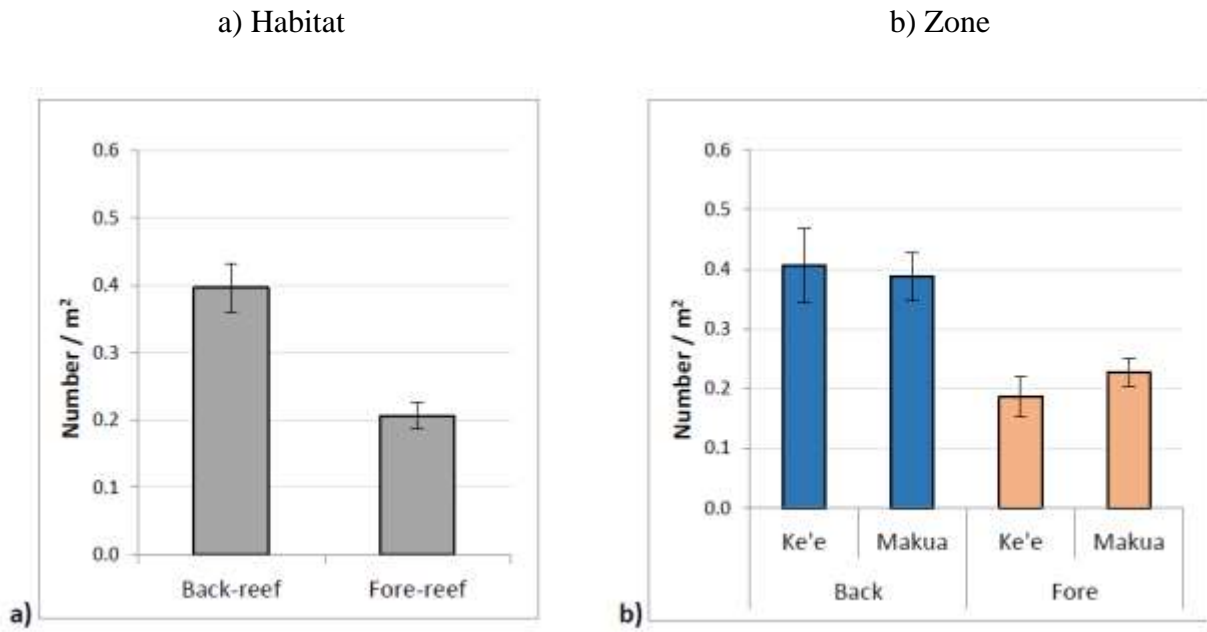 a) Habitat
b) Zone
0.6
0.5
0.4
0.3
0.2
0.1
0.0
Number / m²
Back-reef
Fore-reef
a)
0.6
0.5
0.4
0.3
0.2
0.1
0.0
Number / m²
Ke'e
Makua
Ke'e
Makua
Back
Fore
b)